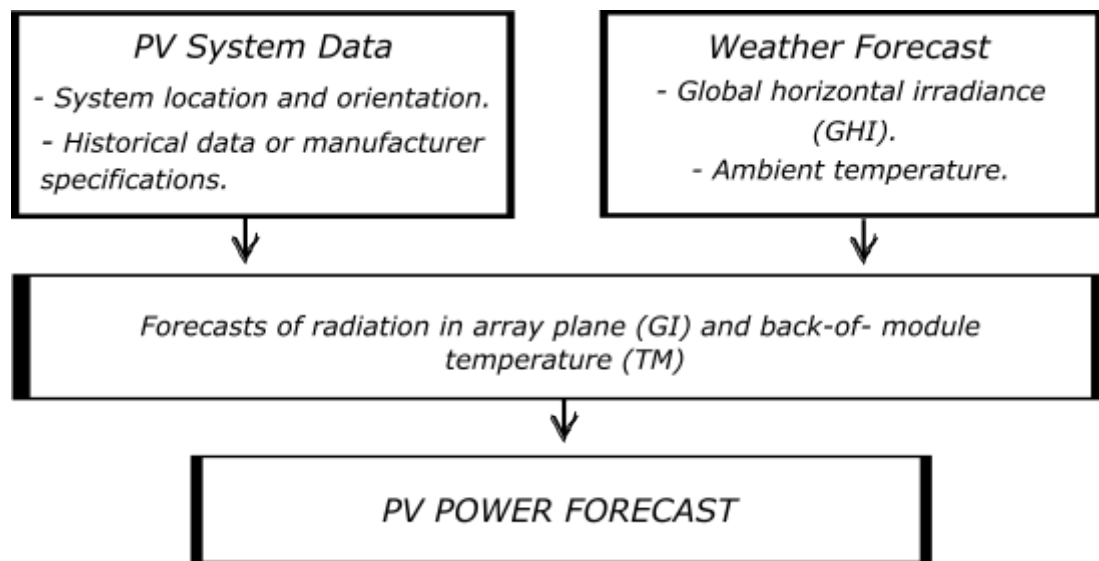 PV System Data
- System location and orientation.
- Historical data or manufacturer
specifications.
Weather Forecast
- Global horizontal irradiance
(GHI).
- Ambient temperature.
Forecasts of radiation in array plane (GI) and back-of- module
temperature (TM)
PV POWER FORECAST